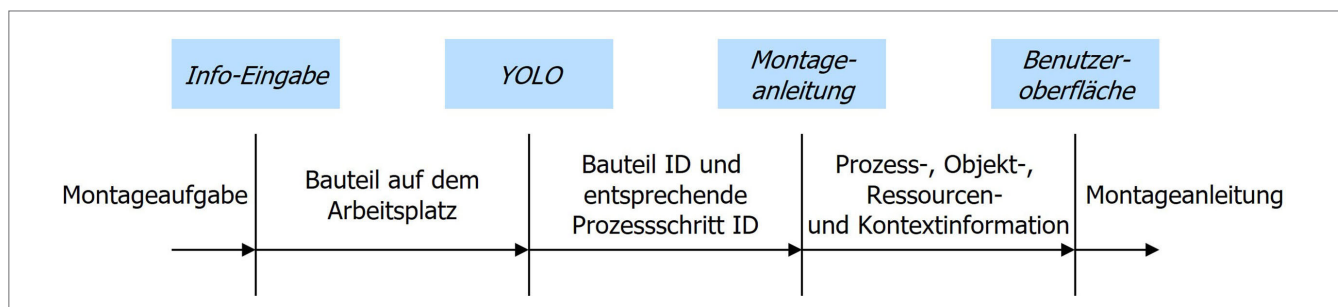 Info-Eingabe
YOLO
Montage-
anleitung
Benutzer-
oberfläche
Montageaufgabe
Bauteil auf dem
Arbeitsplatz
Bauteil ID und
entsprechende
Prozessschritt ID
Prozess-, Objekt-,
Ressourcen-
und Kontextinformation
Montageanleitung